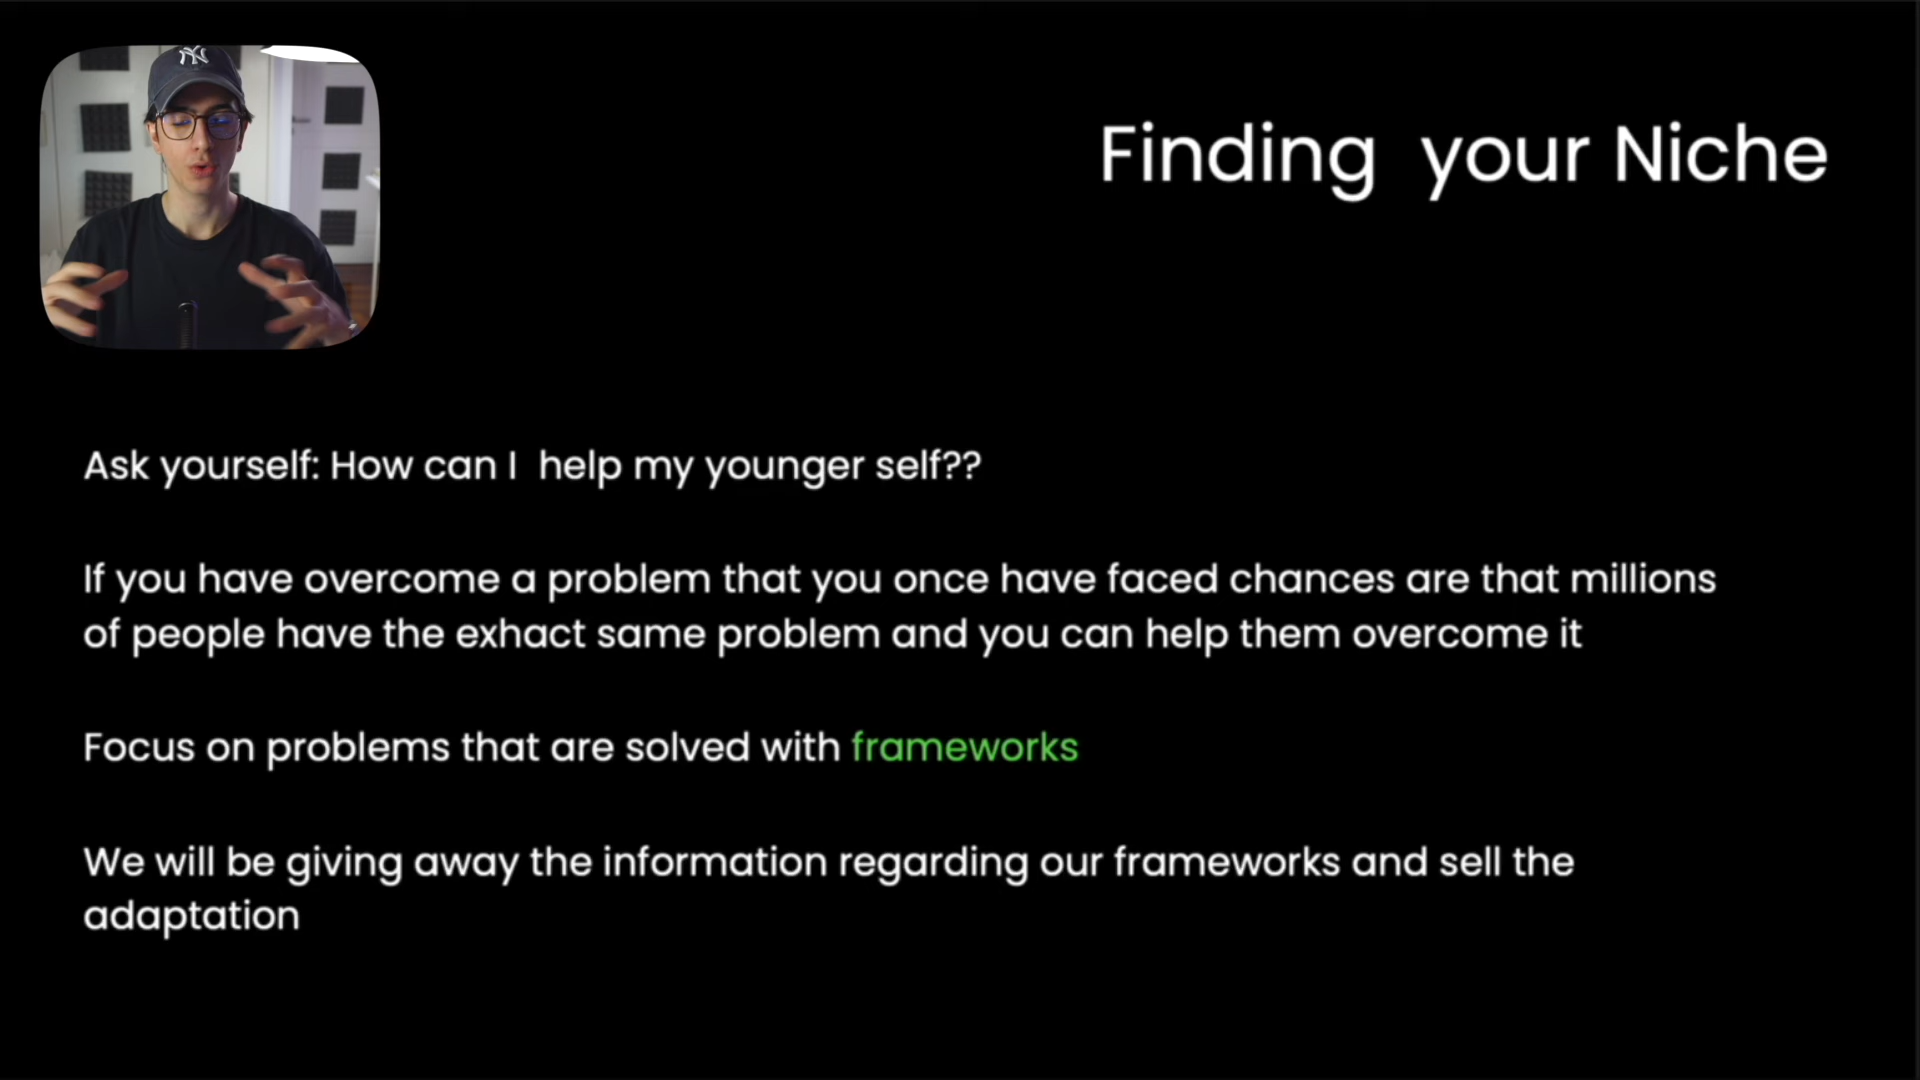 NY
Finding your Niche
Ask yourself: How can I help my younger self??
If you have overcome a problem that you once have faced chances are that millions
of people have the exhact same problem and you can help them overcome it
Focus on problems that are solved with frameworks
We will be giving away the information regarding our frameworks and sell the
adaptation